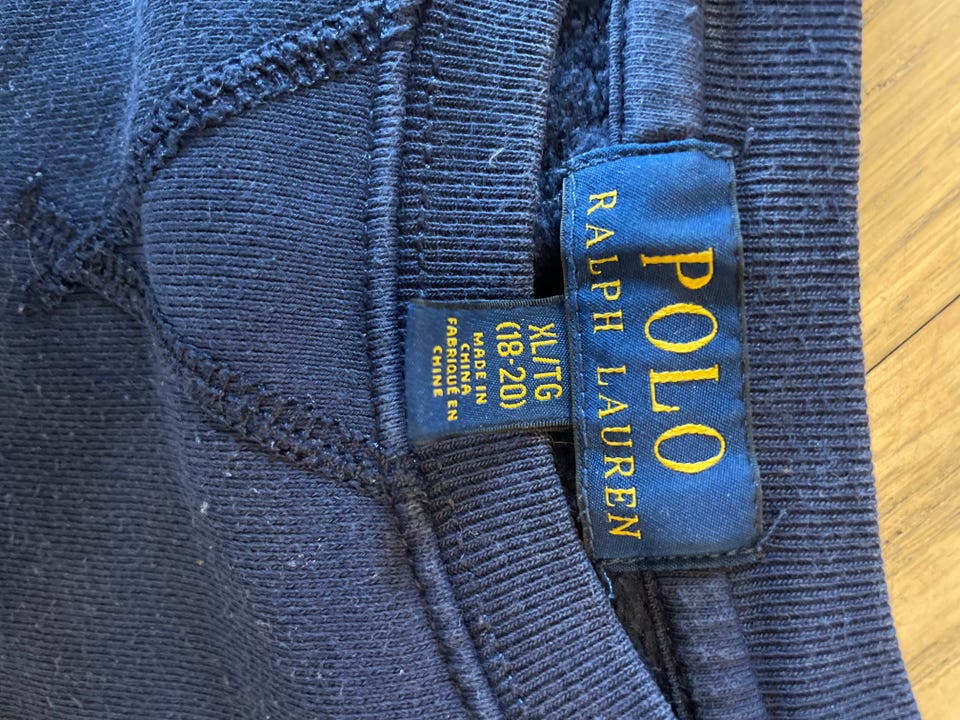 POLO
RALPH LAUREN
XL/TG
(18-20)
MADE IN
CHINA
FABRIQUÉ EN
CHINE